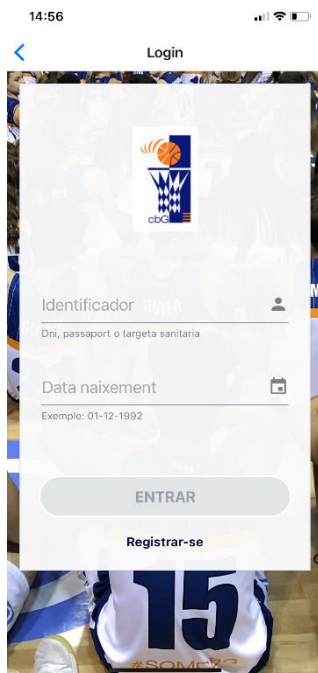 14:56
Login
cbG
Identificador
Dni, passaport o targeta sanitaria
Data naixement
Exemple: 01-12-1992
ENTRAR
Registrar-se
15